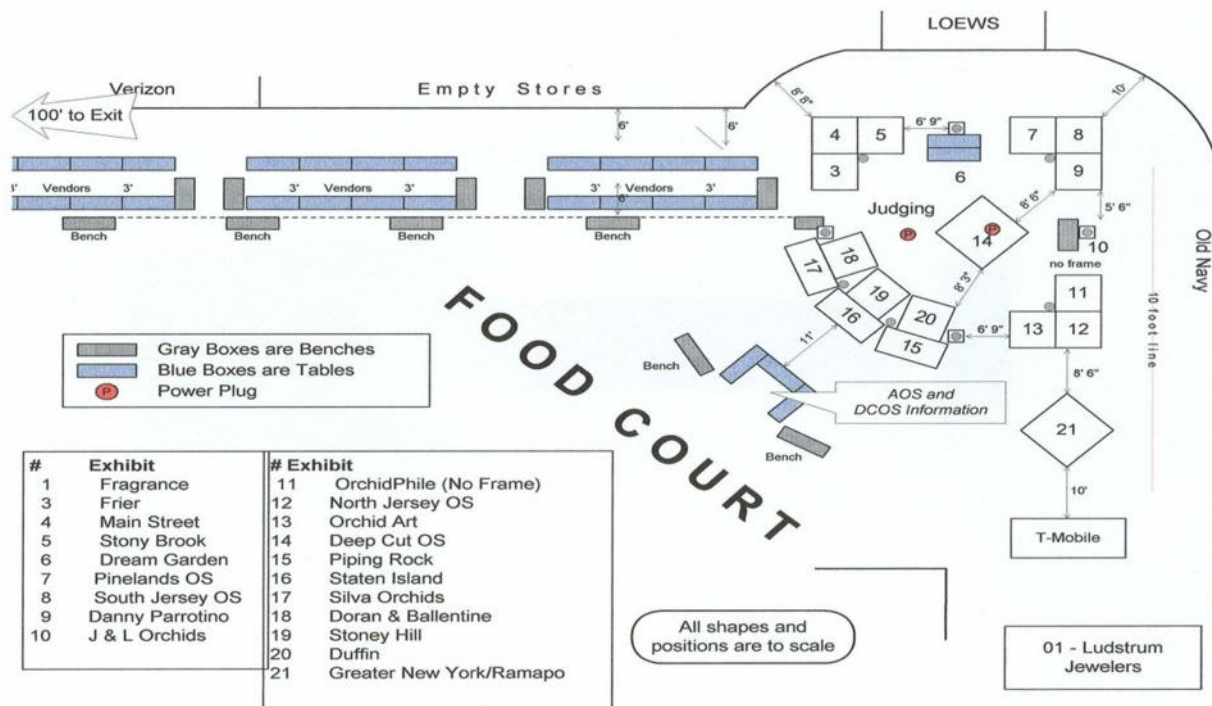 LOEWS
Verizon
Empty Stores
100' to Exit
8' 8"
10'
6'
6'
4
5
6' 9"
7
8
3
6
9
3'
Vendors
3'
3'
Vendors
3'
3'
Vendors
3'
6'
Judging
8' 6"
5' 6"
P
P
14
10
no frame
Old Navy
Bench
Bench
Bench
Bench
17
18
8' 3"
11
19
16
20
15
6' 9"
13
12
10 foot line
11'
8' 6"
FOOD COURT
Bench
AOS and
DCOS Information
Bench
21
10'
T-Mobile
Gray Boxes are Benches
Blue Boxes are Tables
P Power Plug
# Exhibit
1 Fragrance
3 Frier
4 Main Street
5 Stony Brook
6 Dream Garden
7 Pinelands OS
8 South Jersey OS
9 Danny Parrotino
10 J & L Orchids
# Exhibit
11 OrchidPhile (No Frame)
12 North Jersey OS
13 Orchid Art
14 Deep Cut OS
15 Piping Rock
16 Staten Island
17 Silva Orchids
18 Doran & Ballentine
19 Stoney Hill
20 Duffin
21 Greater New York/Ramapo
All shapes and
positions are to scale
01 - Ludstrum
Jewelers